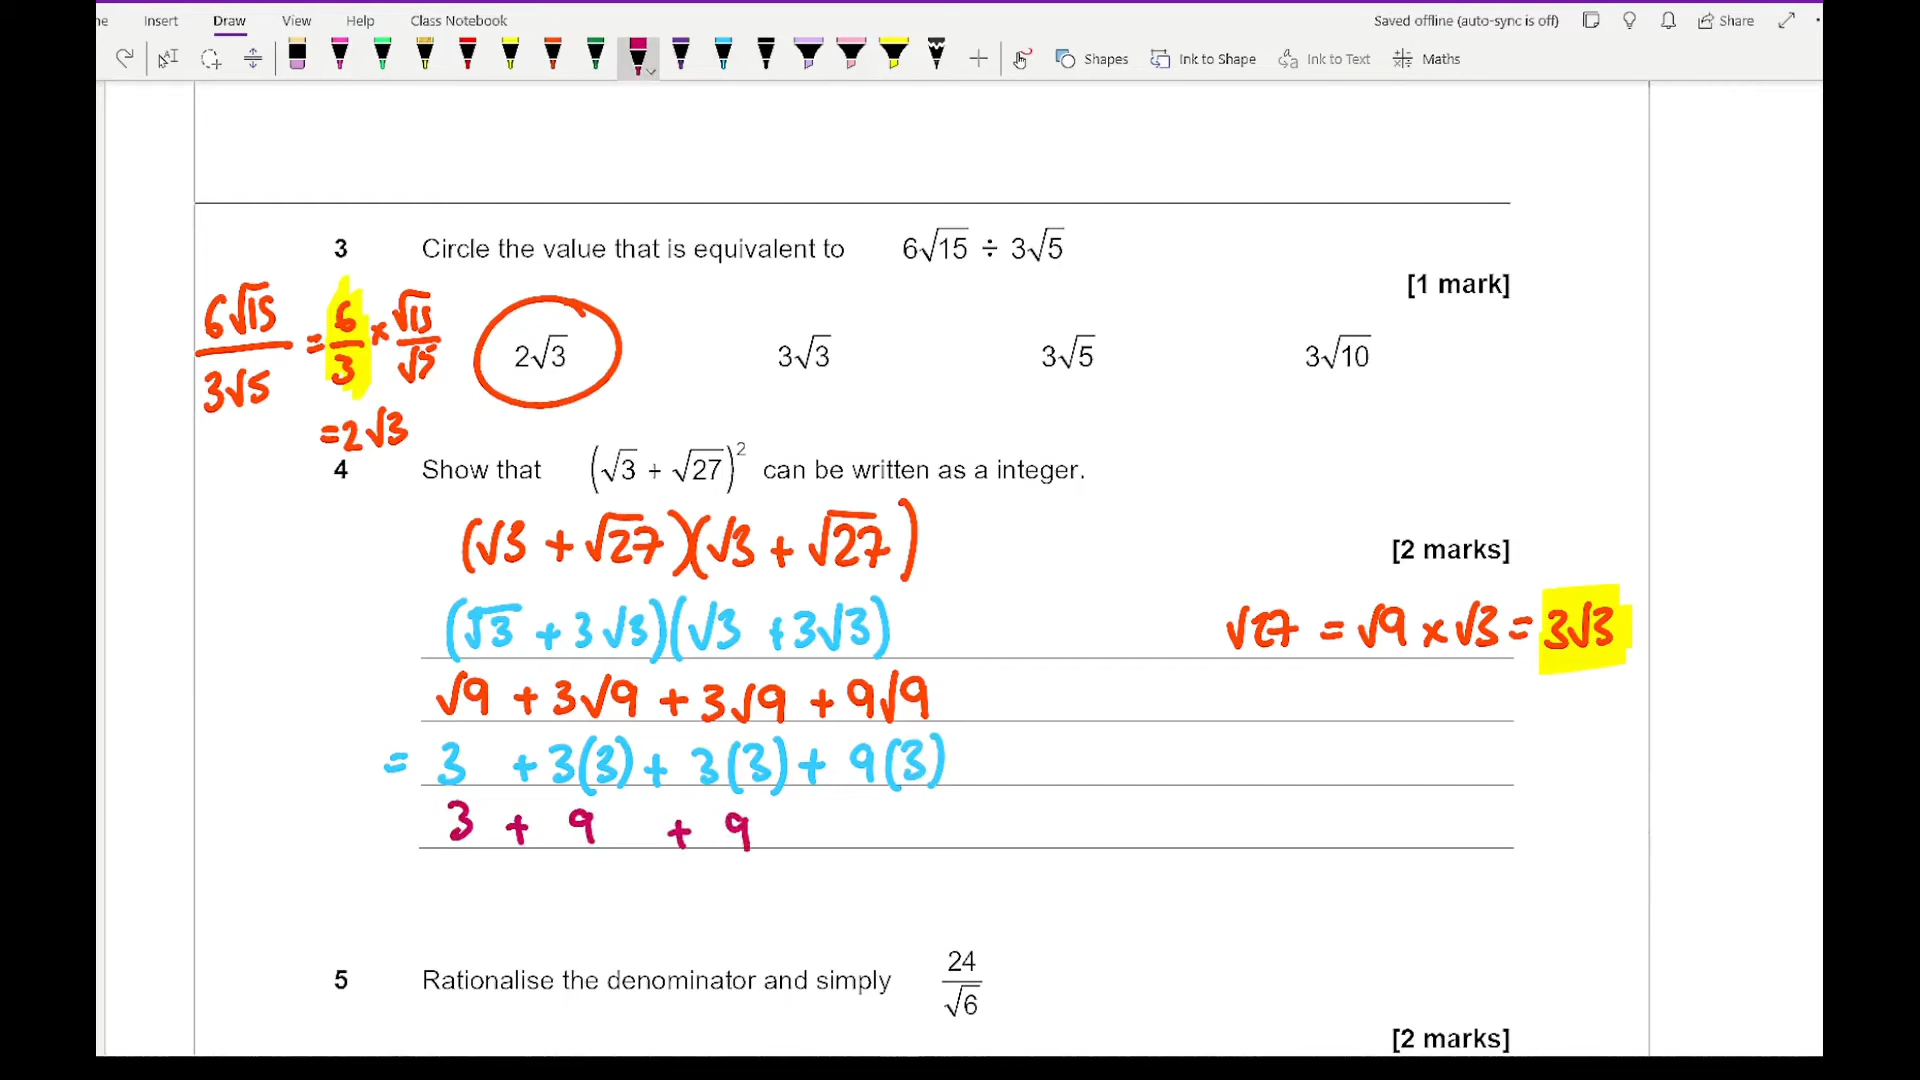 ne Insert Draw View Help Class Notebook Saved offline (auto-sync is off) Share
Shapes Ink to Shape Ink to Text Maths
3 Circle the value that is equivalent to 6√15 ÷ 3√5
[1 mark]
6√15 / 3√5 = 6/3 × √15/√5
= 2√3
2√3 3√3 3√5 3√10
4 Show that (√3 + √27)² can be written as a integer.
(√3 + √27)(√3 + √27)
[2 marks]
(√3 + 3√3)(√3 + 3√3)
√27 = √9 × √3 = 3√3
√9 + 3√9 + 3√9 + 9√9
= 3 + 3(3) + 3(3) + 9(3)
3 + 9 + 9
5 Rationalise the denominator and simply 24/√6
[2 marks]